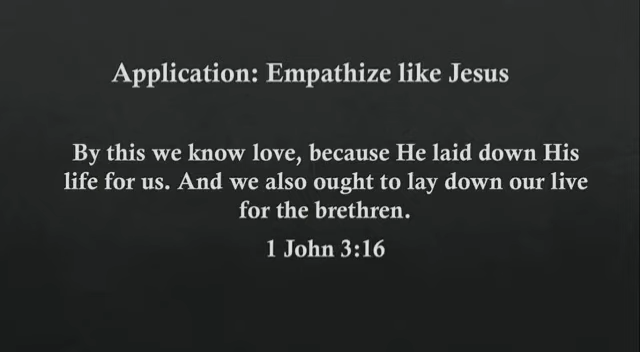 Application: Empathize like Jesus
By this we know love, because He laid down His
life for us. And we also ought to lay down our live
for the brethren.
1 John 3:16